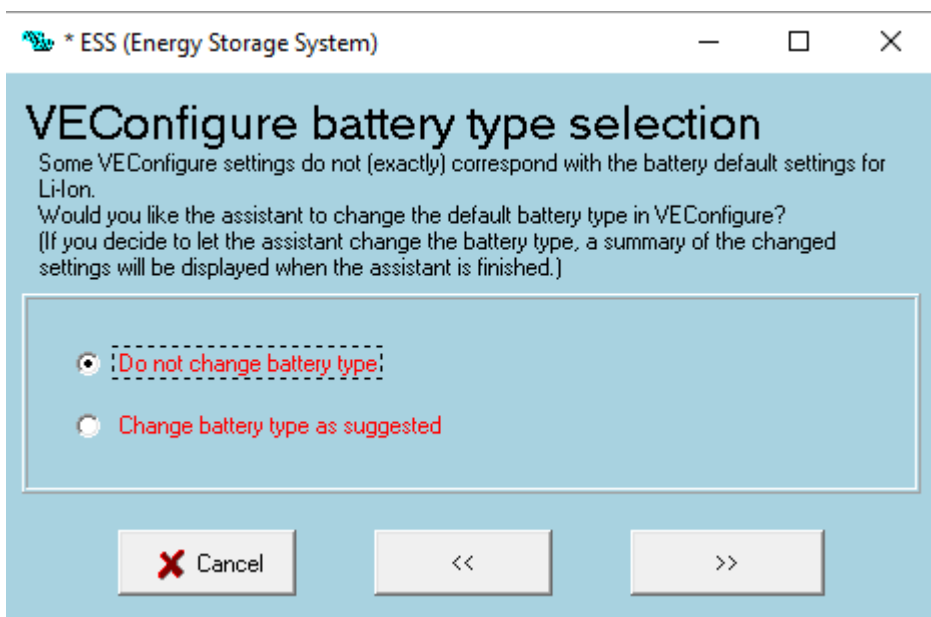 * ESS (Energy Storage System)
VEConfigure battery type selection
Some VEConfigure settings do not (exactly) correspond with the battery default settings for
Li-Ion.
Would you like the assistant to change the default battery type in VEConfigure?
(If you decide to let the assistant change the battery type, a summary of the changed
settings will be displayed when the assistant is finished.)
Do not change battery type
Change battery type as suggested
Cancel << >>